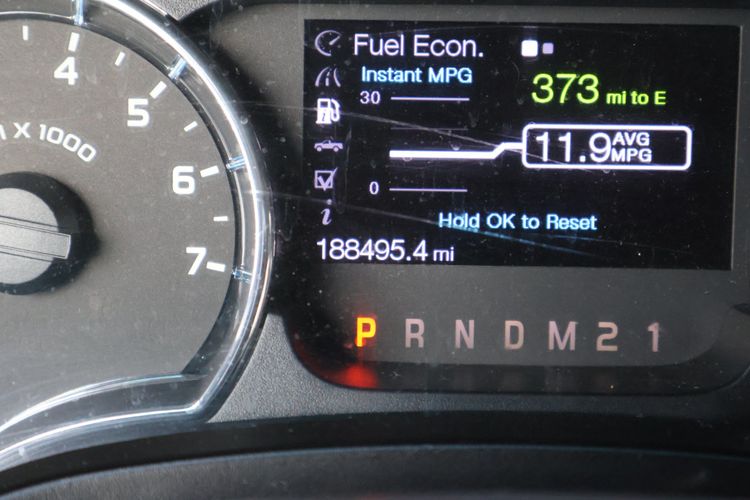 4
5
6
7
X 1000
Fuel Econ.
Instant MPG
373 mi to E
30
11.9 AVG MPG
0
Hold OK to Reset
188495.4 mi
P R N D M 2 1